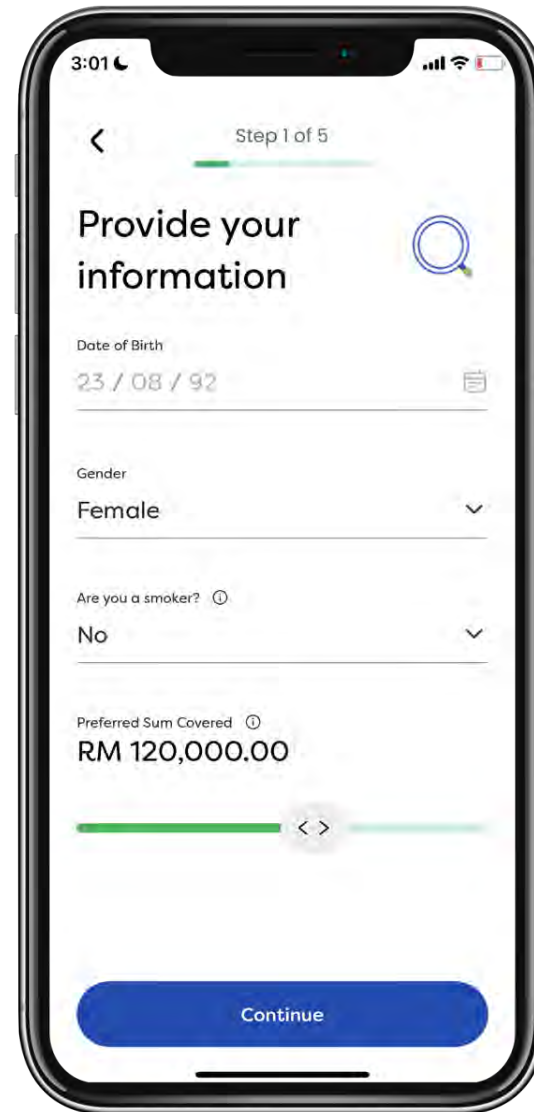 3:01
Step 1 of 5
Provide your
information
Date of Birth
23 / 08 / 92
Gender
Female
Are you a smoker?
No
Preferred Sum Covered
RM 120,000.00
< >
Continue